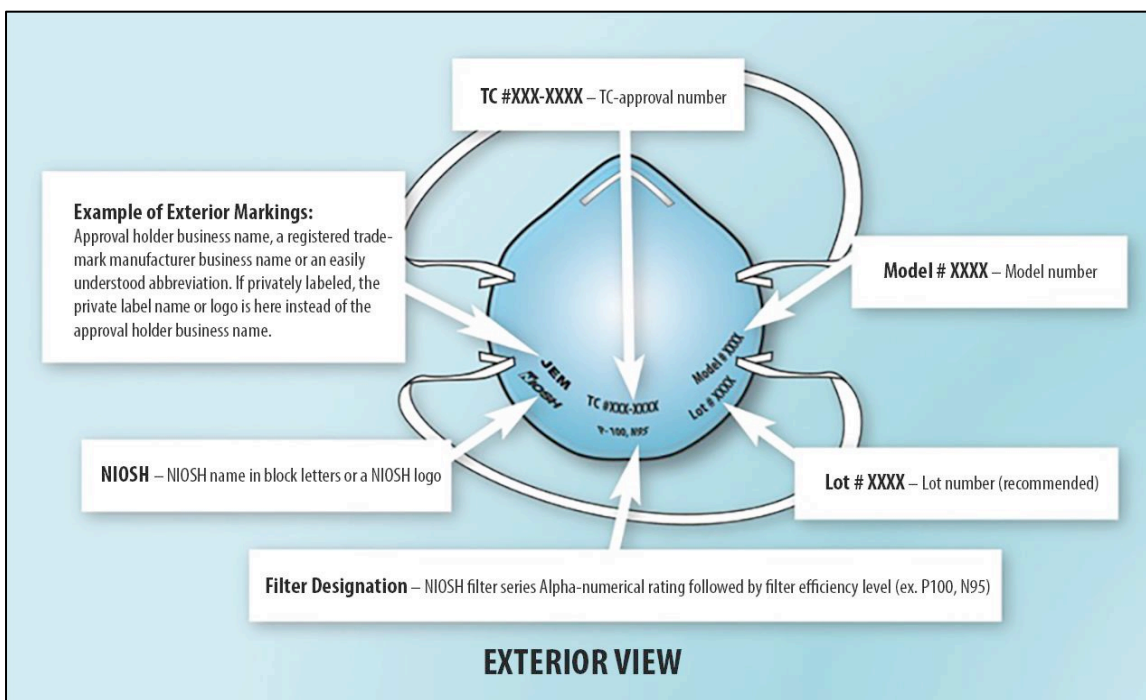 TC #XXX-XXXX – TC-approval number
Example of Exterior Markings:
Approval holder business name, a registered trade-
mark manufacturer business name or an easily
understood abbreviation. If privately labeled, the
private label name or logo is here instead of the
approval holder business name.
Model # XXXX – Model number
JEM
NIOSH
TC #XXX-XXXX
P-100, N95
Model # XXXX
Lot # XXXX
NIOSH – NIOSH name in block letters or a NIOSH logo
Lot # XXXX – Lot number (recommended)
Filter Designation – NIOSH filter series Alpha-numerical rating followed by filter efficiency level (ex. P100, N95)
EXTERIOR VIEW